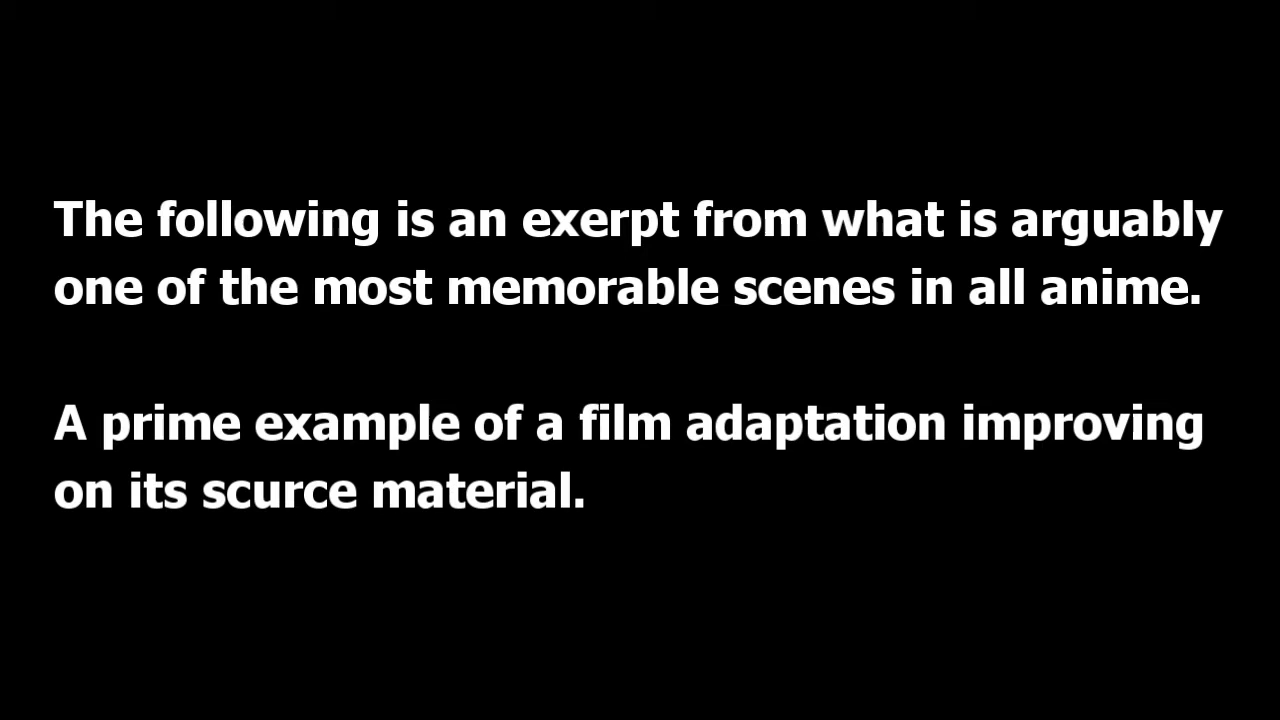 The following is an exerpt from what is arguably
one of the most memorable scenes in all anime.
A prime example of a film adaptation improving
on its scurce material.